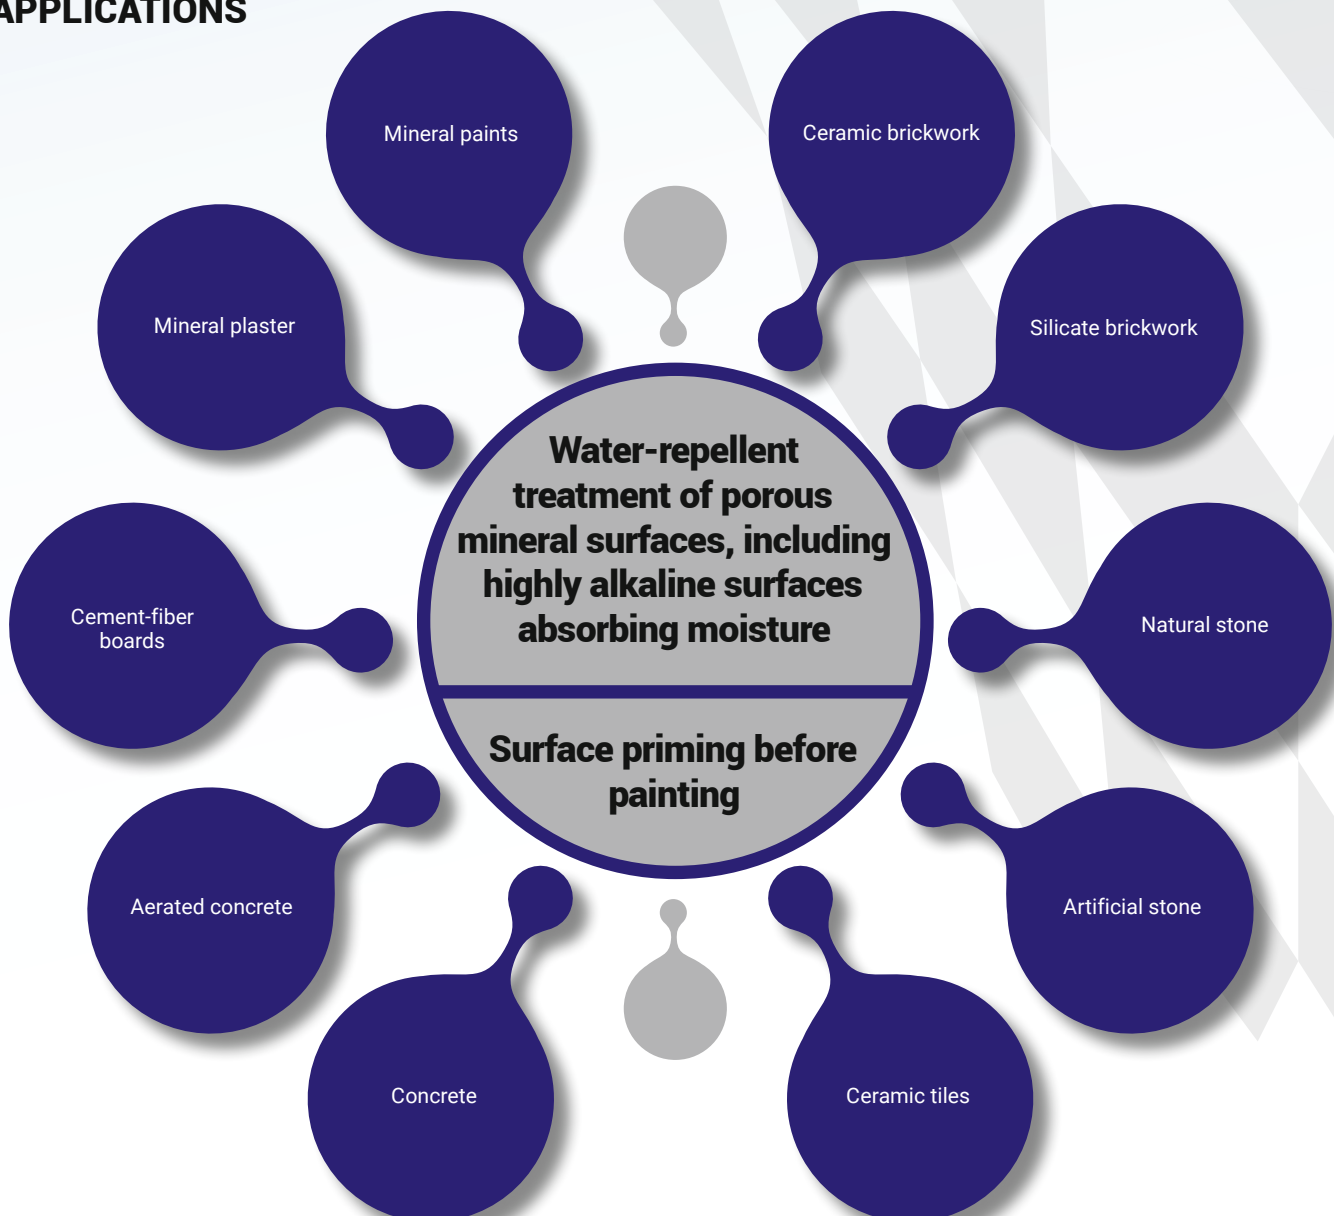 APPLICATIONS
Mineral paints
Ceramic brickwork
Mineral plaster
Silicate brickwork
Water-repellent
treatment of porous
mineral surfaces, including
highly alkaline surfaces
absorbing moisture
Cement-fiber
boards
Natural stone
Surface priming before
painting
Aerated concrete
Artificial stone
Concrete
Ceramic tiles